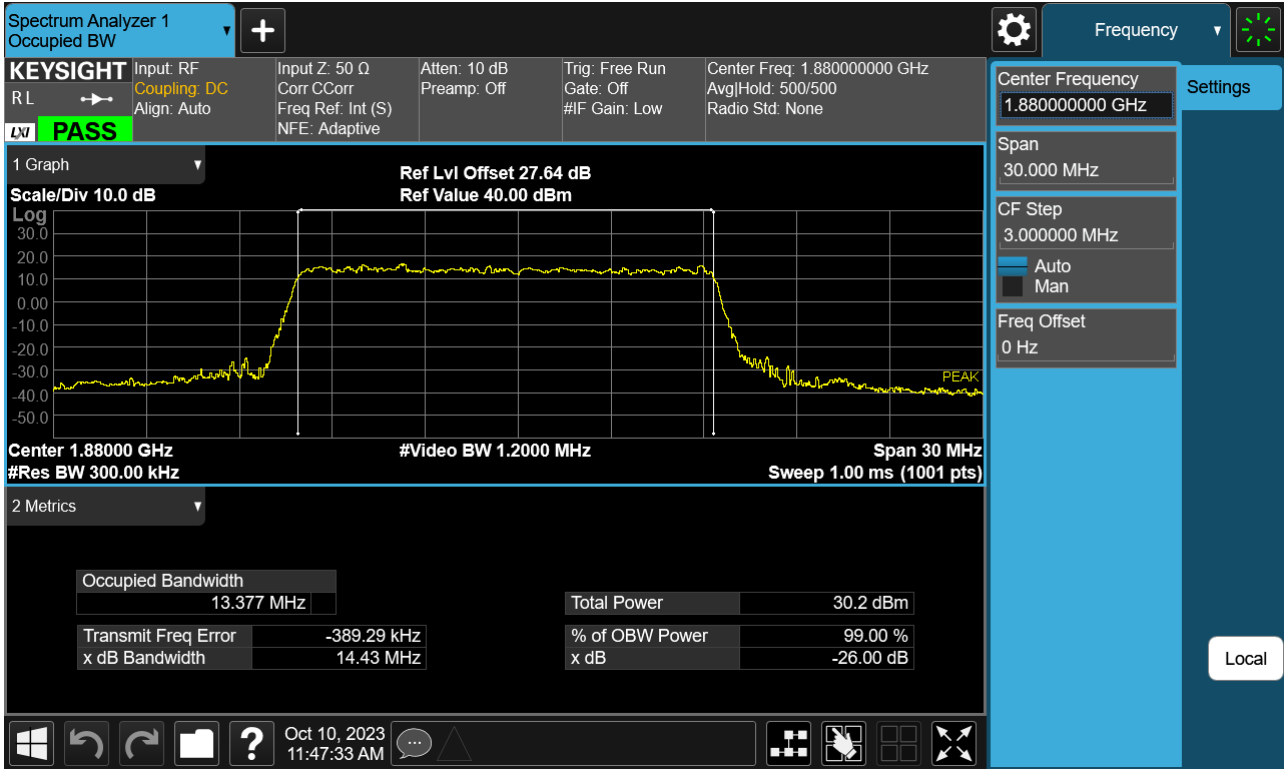 Spectrum Analyzer 1
Occupied BW
Frequency
KEYSIGHT
R L
LXI
PASS
Input: RF
Coupling: DC
Align: Auto
Input Z: 50 Ω
Corr CCorr
Freq Ref: Int (S)
NFE: Adaptive
Atten: 10 dB
Preamp: Off
Trig: Free Run
Gate: Off
#IF Gain: Low
Center Freq: 1.880000000 GHz
Avg|Hold: 500/500
Radio Std: None
Center Frequency
1.880000000 GHz
Settings
Span
30.000 MHz
CF Step
3.000000 MHz
Auto
Man
Freq Offset
0 Hz
Local
1 Graph
Scale/Div 10.0 dB
Ref Lvl Offset 27.64 dB
Ref Value 40.00 dBm
Log
30.0
20.0
10.0
0.00
-10.0
-20.0
-30.0
-40.0
-50.0
PEAK
Center 1.88000 GHz
#Video BW 1.2000 MHz
Span 30 MHz
#Res BW 300.00 kHz
Sweep 1.00 ms (1001 pts)
2 Metrics
Occupied Bandwidth
13.377 MHz
Total Power 30.2 dBm
Transmit Freq Error -389.29 kHz
% of OBW Power 99.00 %
x dB Bandwidth 14.43 MHz
x dB -26.00 dB
?
Oct 10, 2023
11:47:33 AM